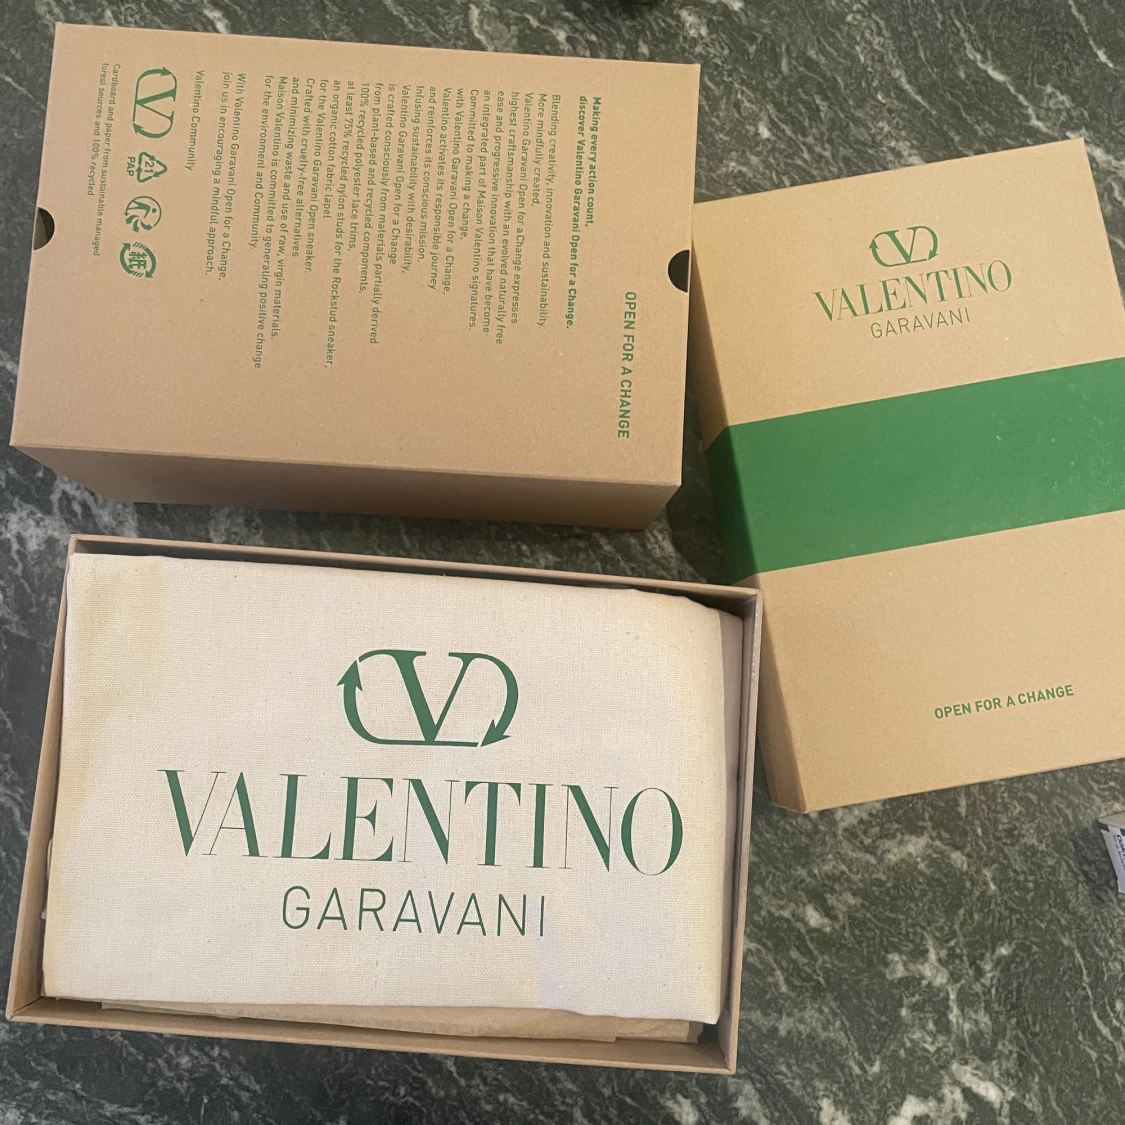 OPEN FOR A CHANGE
Making every action count,
discover Valentino Garavani Open for a Change.
Blending creativity, innovation and sustainability.
More mindfully created,
Valentino Garavani Open for a Change expresses
highest craftsmanship with an evolved naturally free
ease and progressive innovation that have become
an integrated part of Maison Valentino signatures.
Committed to making a change,
with Valentino Garavani Open for a Change,
Valentino activates its responsible journey
and reinforces its conscious mission,
Infusing sustainability with desirability,
Valentino Garavani Open for a Change
is crafted consciously from materials partially derived
from plant-based and recycled components,
100% recycled polyester lace trims,
at least 75% recycled nylon studs for the Rockstud sneaker,
an organic cotton fabric label
for the Valentino Garavani Open sneaker.
Crafted with cruelty-free alternatives
and minimizing waste and use of raw, virgin materials.
Maison Valentino is committed to generating positive change
for the environment and Community.
With Valentino Garavani Open for a Change,
join us in encouraging a mindful approach.
Valentino Community
V
21
PAP
紙
Cardboard and paper from sustainable managed
forest sources and 100% recycled
V
VALENTINO
GARAVANI
OPEN FOR A CHANGE
V
VALENTINO
GARAVANI